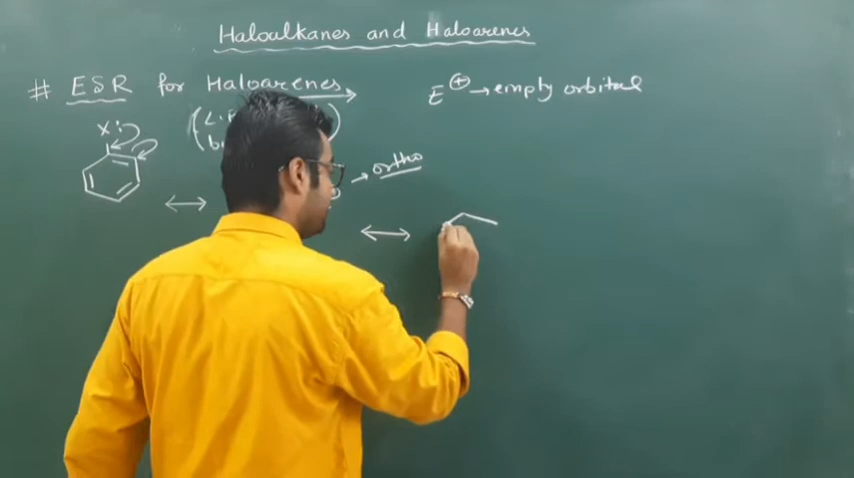 Haloalkanes and Haloarenes
# ESR for Haloarenes
E⊕ → empty orbital
X:
→ ortho